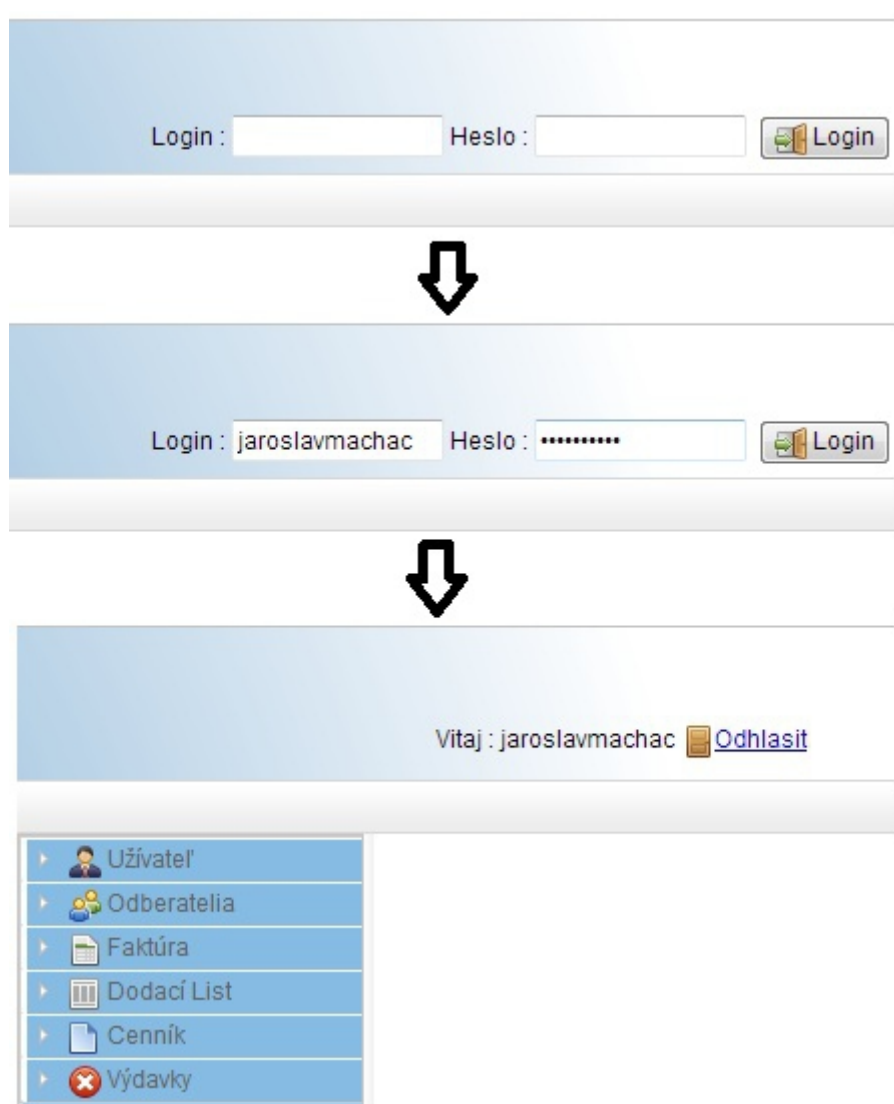 Login : Heslo : Login
Login : jaroslavmachac Heslo : •••••••••• Login
Vitaj : jaroslavmachac Odhlasit
Užívateľ
Odberatelia
Faktúra
Dodací List
Cenník
Výdavky